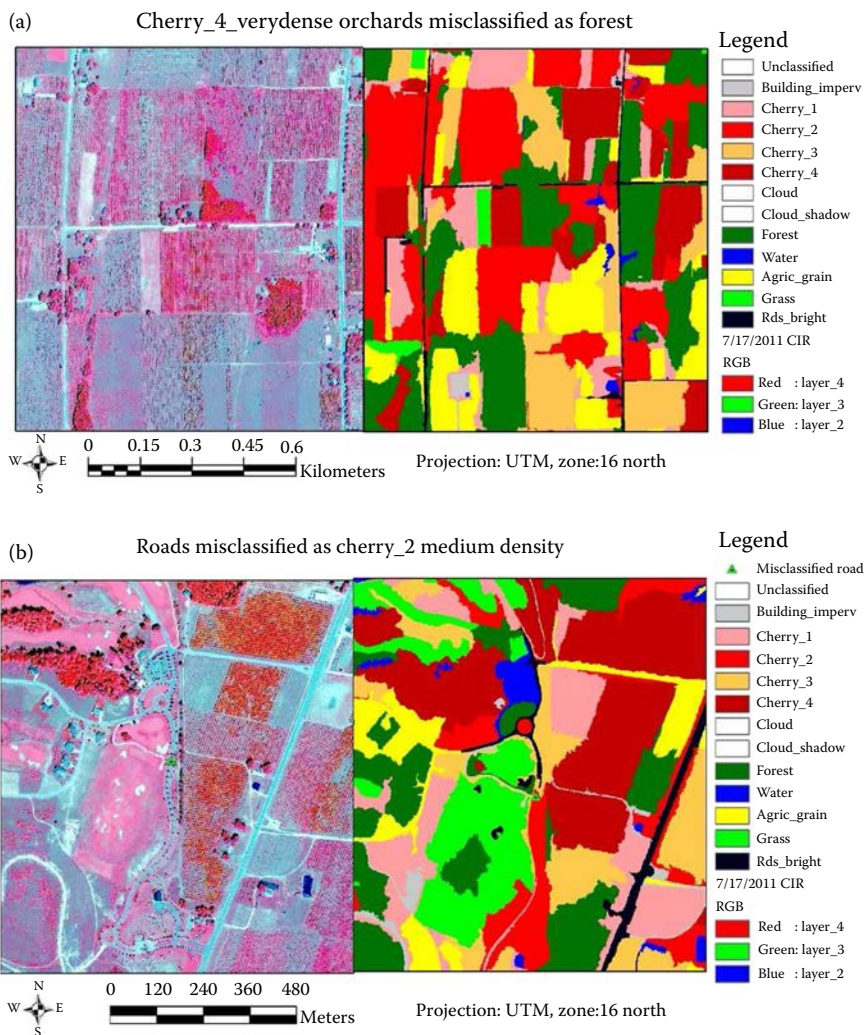 (a)
Cherry_4_verydense orchards misclassified as forest
Legend
Unclassified
Building_imperv
Cherry_1
Cherry_2
Cherry_3
Cherry_4
Cloud
Cloud_shadow
Forest
Water
Agric_grain
Grass
Rds_bright
7/17/2011 CIR
RGB
Red : layer_4
Green: layer_3
Blue : layer_2
N
W E
S
0 0.15 0.3 0.45 0.6
Kilometers
Projection: UTM, zone:16 north
(b)
Roads misclassified as cherry_2 medium density
Legend
Misclassified road
Unclassified
Building_imperv
Cherry_1
Cherry_2
Cherry_3
Cherry_4
Cloud
Cloud_shadow
Forest
Water
Agric_grain
Grass
Rds_bright
7/17/2011 CIR
RGB
Red : layer_4
Green: layer_3
Blue : layer_2
N
W E
S
0 120 240 360 480
Meters
Projection: UTM, zone:16 north